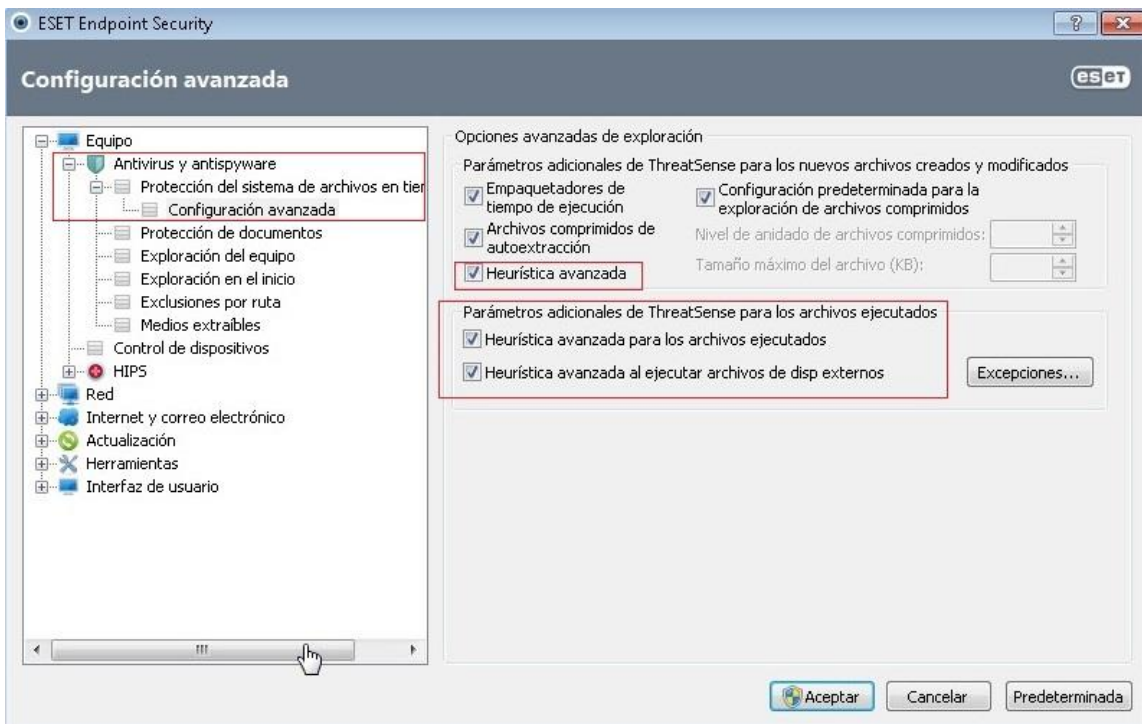 ESET Endpoint Security
Configuración avanzada
eset
Equipo
Antivirus y antispyware
Protección del sistema de archivos en tier
Configuración avanzada
Protección de documentos
Exploración del equipo
Exploración en el inicio
Exclusiones por ruta
Medios extraíbles
Control de dispositivos
HIPS
Red
Internet y correo electrónico
Actualización
Herramientas
Interfaz de usuario
Opciones avanzadas de exploración
Parámetros adicionales de ThreatSense para los nuevos archivos creados y modificados
Empaquetadores de
tiempo de ejecución
Archivos comprimidos de
autoextracción
Heurística avanzada
Configuración predeterminada para la
exploración de archivos comprimidos
Nivel de anidado de archivos comprimidos:
Tamaño máximo del archivo (KB):
Parámetros adicionales de ThreatSense para los archivos ejecutados
Heurística avanzada para los archivos ejecutados
Heurística avanzada al ejecutar archivos de disp externos
Excepciones...
Aceptar
Cancelar
Predeterminada